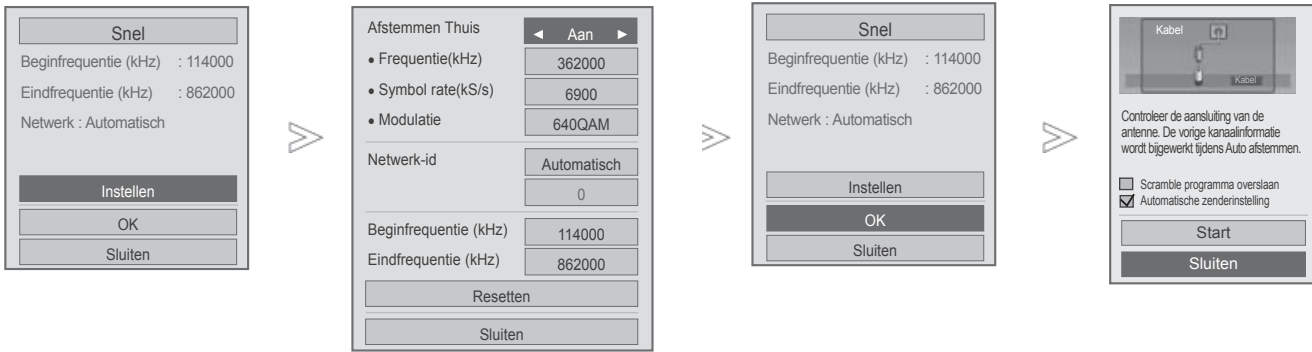 Snel
Beginfrequentie (kHz) : 114000
Eindfrequentie (kHz) : 862000
Netwerk : Automatisch
Instellen
OK
Sluiten
Afstemmen Thuis ◄ Aan ►
• Frequentie(kHz) 362000
• Symbol rate(kS/s) 6900
• Modulatie 640QAM
Netwerk-id Automatisch
0
Beginfrequentie (kHz) 114000
Eindfrequentie (kHz) 862000
Resetten
Sluiten
Snel
Beginfrequentie (kHz) : 114000
Eindfrequentie (kHz) : 862000
Netwerk : Automatisch
Instellen
OK
Sluiten
Kabel
Kabel
Controleer de aansluiting van de
antenne. De vorige kanaalinformatie
wordt bijgewerkt tijdens Auto afstemmen.
Scramble programma overslaan
Automatische zenderinstelling
Start
Sluiten